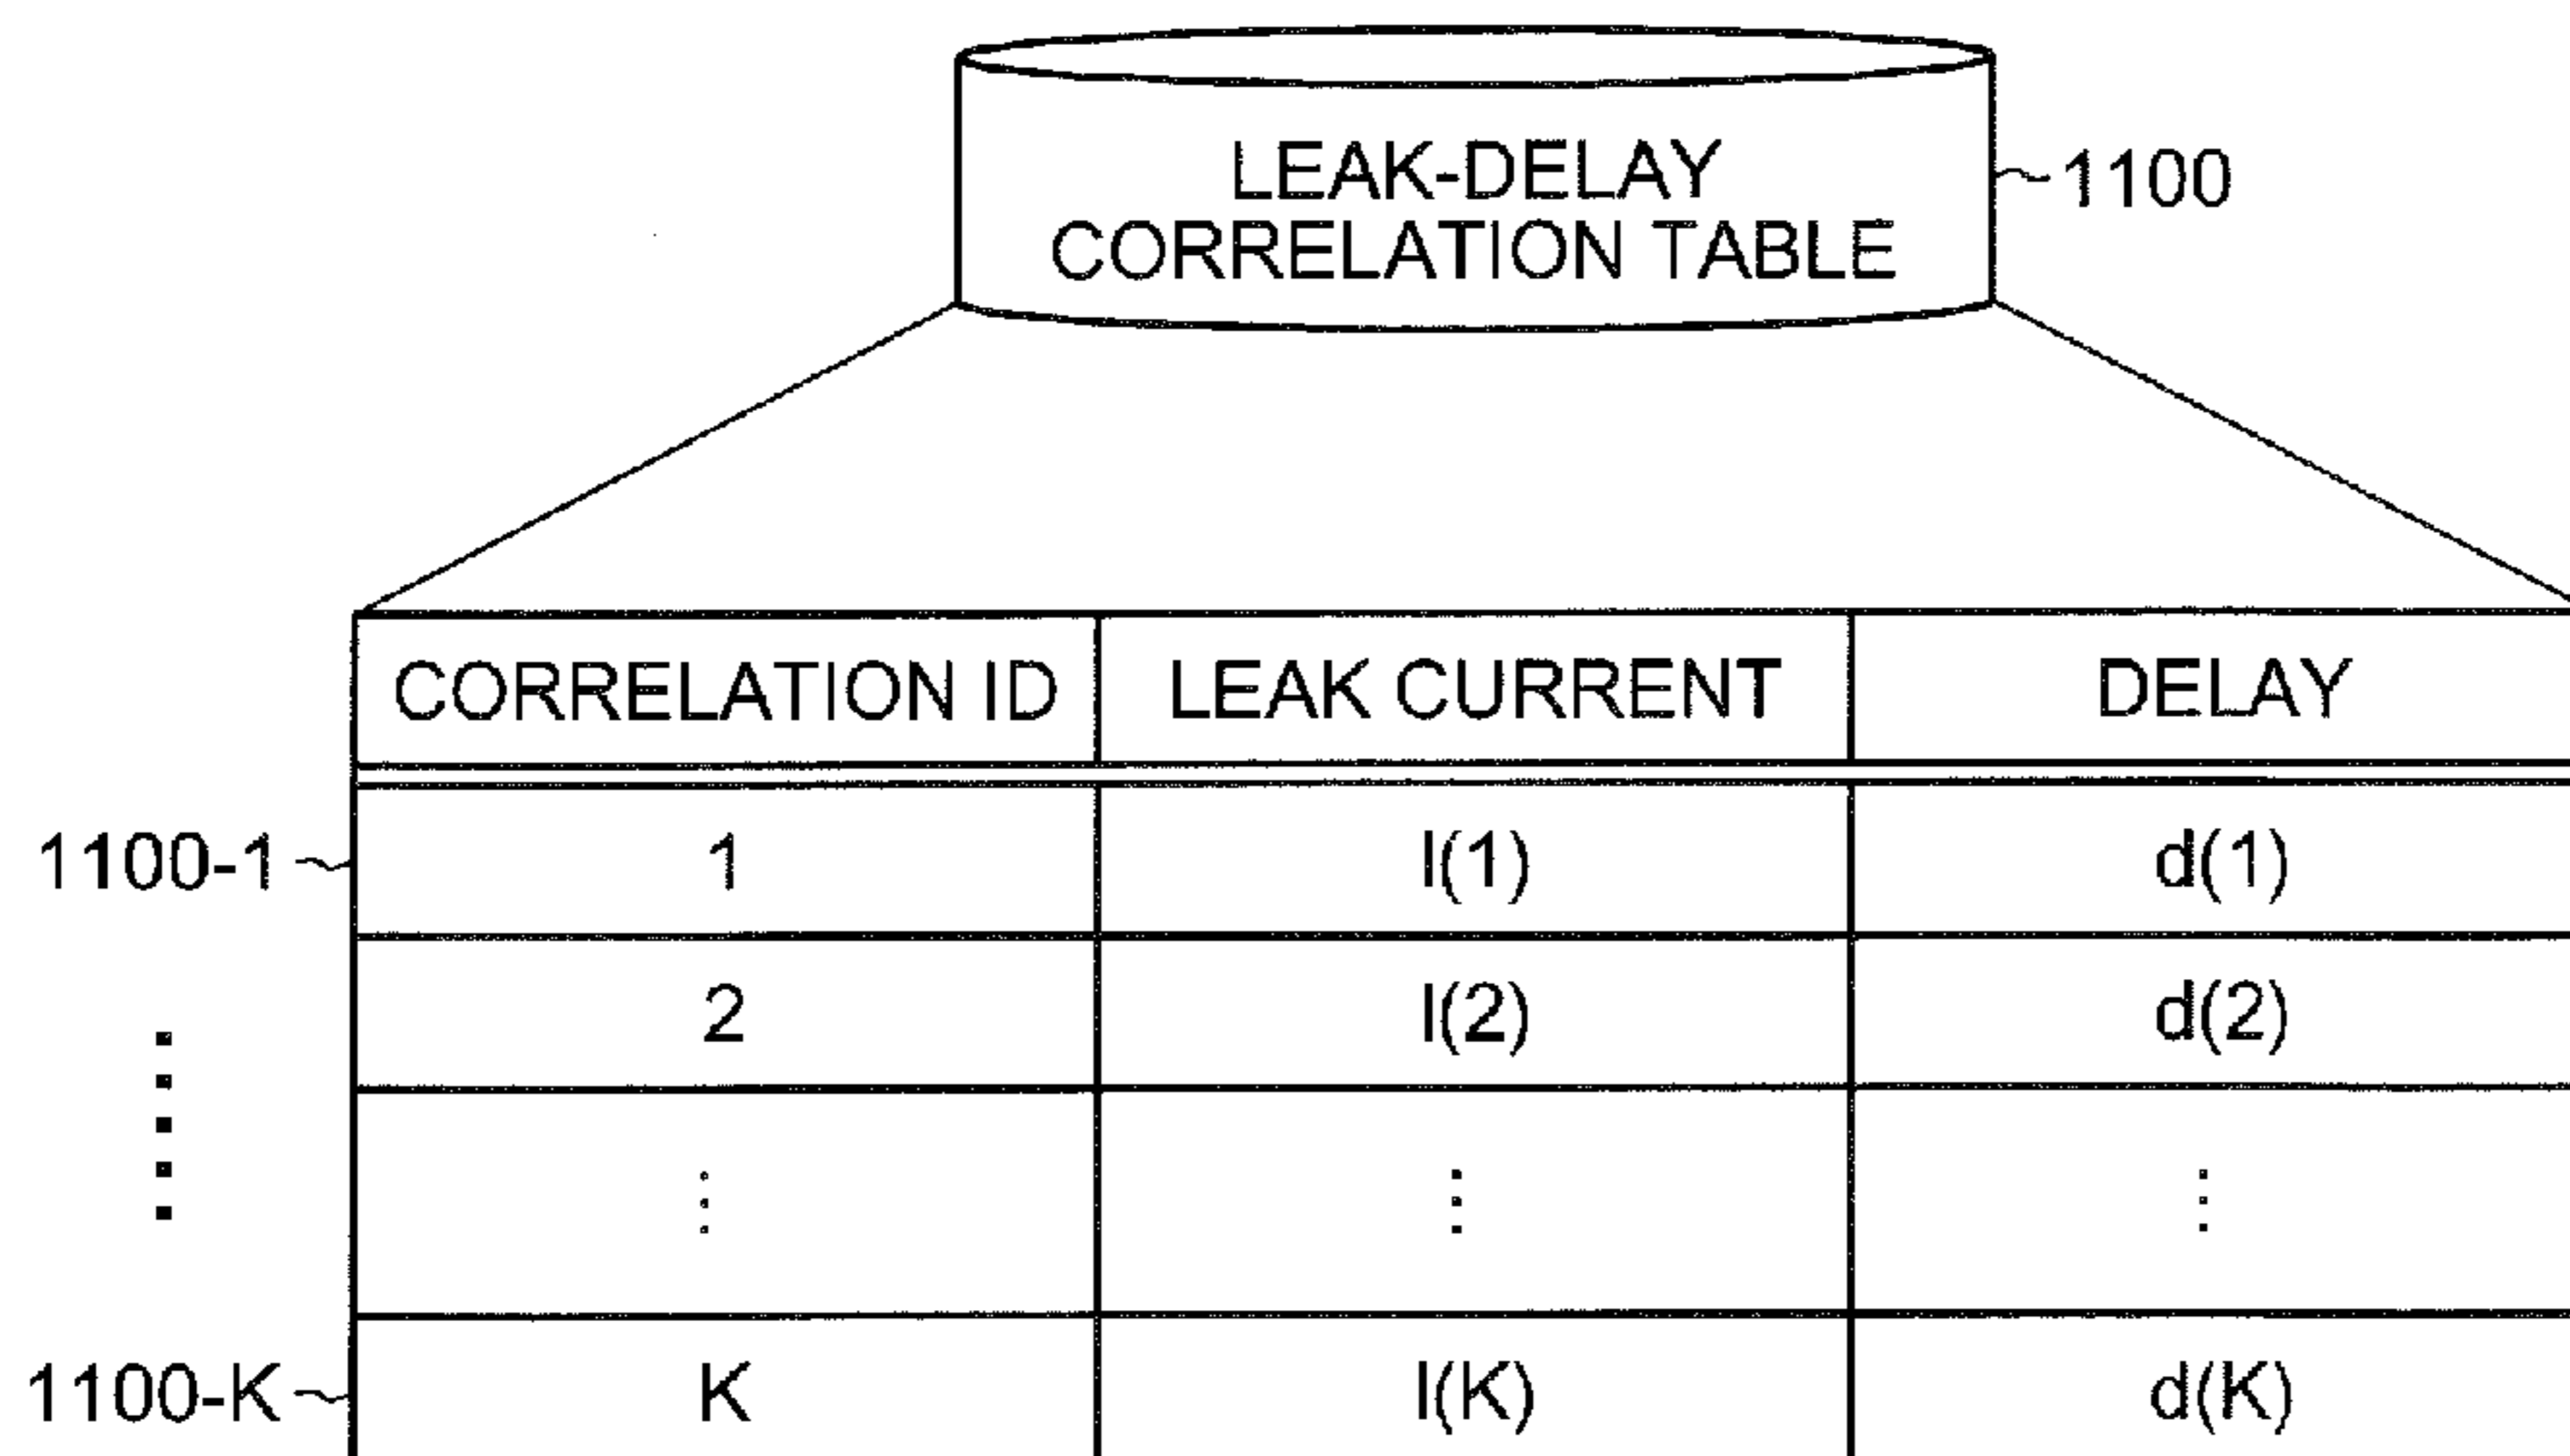 LEAK-DELAY
CORRELATION TABLE
1100
CORRELATION ID LEAK CURRENT DELAY
1100-1 1 I(1) d(1)
2 I(2) d(2)
1100-K K I(K) d(K)